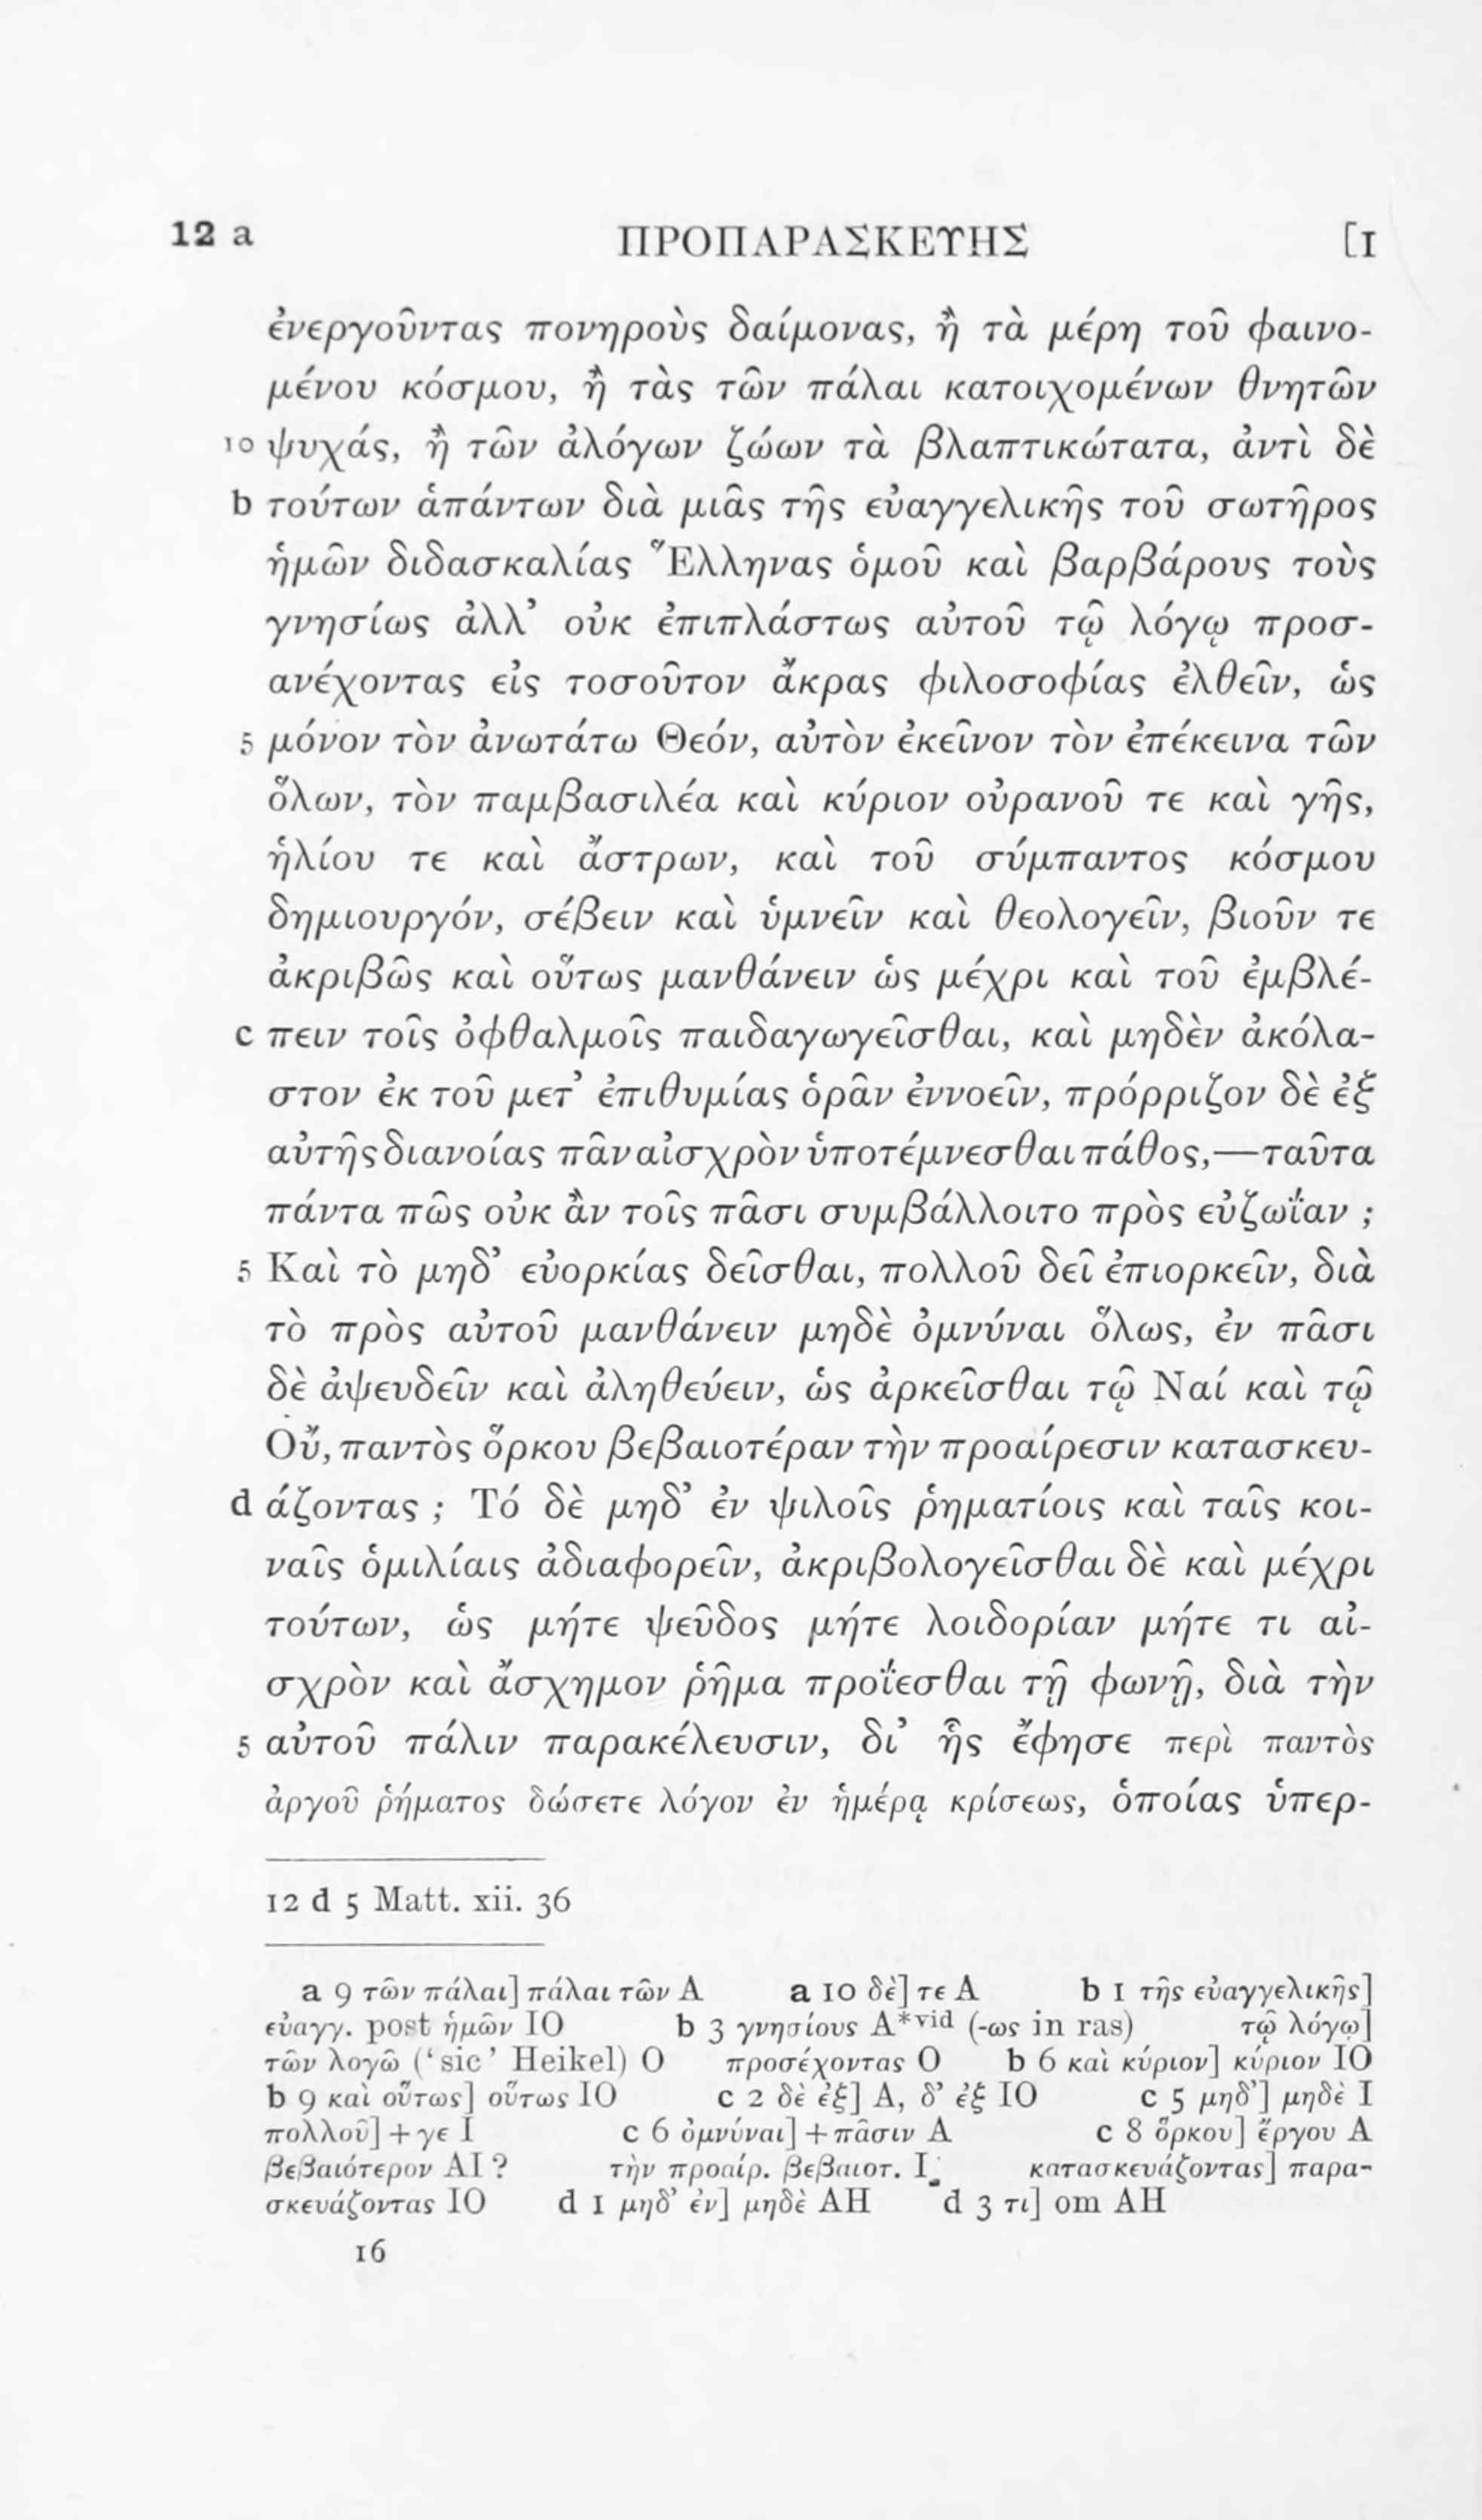 12 a ΠΡΟΠΑΡΑΣΚΕΥΗΣ [I
ἐνεργοῦντας πονηροὺς δαίμονας, ἢ τὰ μέρη τοῦ φαινο-
μένου κόσμου, ἢ τὰς τῶν πάλαι κατοιχομένων θνητῶν
10 ψυχάς, ἢ τῶν ἀλόγων ζώων τὰ βλαπτικώτατα, ἀντὶ δὲ
b τούτων ἁπάντων διὰ μιᾶς τῆς εὐαγγελικῆς τοῦ σωτῆρος
ἡμῶν διδασκαλίας Ἕλληνας ὁμοῦ καὶ βαρβάρους τοὺς
γνησίως ἀλλ’ οὐκ ἐπιπλάστως αὐτοῦ τῷ λόγῳ προσ-
ανέχοντας εἰς τοσοῦτον ἄκρας φιλοσοφίας ἐλθεῖν, ὡς
5 μόνον τὸν ἀνωτάτω Θεόν, αὐτὸν ἐκεῖνον τὸν ἐπέκεινα τῶν
ὅλων, τὸν παμβασιλέα καὶ κύριον οὐρανοῦ τε καὶ γῆς,
ἡλίου τε καὶ ἄστρων, καὶ τοῦ σύμπαντος κόσμου
δημιουργόν, σέβειν καὶ ὑμνεῖν καὶ θεολογεῖν, βιοῦν τε
ἀκριβῶς καὶ οὕτως μανθάνειν ὡς μέχρι καὶ τοῦ ἐμβλέ-
c πειν τοῖς ὀφθαλμοῖς παιδαγωγεῖσθαι, καὶ μηδὲν ἀκόλα-
στον ἐκ τοῦ μετ’ ἐπιθυμίας ὁρᾶν ἐννοεῖν, πρόρριζον δὲ ἐξ
αὐτῆς διανοίας πᾶν αἰσχρὸν ὑποτέμνεσθαι πάθος,—ταῦτα
πάντα πῶς οὐκ ἂν τοῖς πᾶσι συμβάλλοιτο πρὸς εὐζωΐαν ;
5 Καὶ τὸ μηδ’ εὐορκίας δεῖσθαι, πολλοῦ δεῖ ἐπιορκεῖν, διὰ
τὸ πρὸς αὐτοῦ μανθάνειν μηδὲ ὀμνύναι ὅλως, ἐν πᾶσι
δὲ ἀψευδεῖν καὶ ἀληθεύειν, ὡς ἀρκεῖσθαι τῷ Ναί καὶ τῷ
Οὔ, παντὸς ὅρκου βεβαιοτέραν τὴν προαίρεσιν κατασκευ-
d άζοντας ; Τό δὲ μηδ’ ἐν ψιλοῖς ῥηματίοις καὶ ταῖς κοι-
ναῖς ὁμιλίαις ἀδιαφορεῖν, ἀκριβολογεῖσθαι δὲ καὶ μέχρι
τούτων, ὡς μήτε ψεῦδος μήτε λοιδορίαν μήτε τι αἰ-
σχρὸν καὶ ἄσχημον ῥῆμα προΐεσθαι τῇ φωνῇ, διὰ τὴν
5 αὐτοῦ πάλιν παρακέλευσιν, δι’ ἧς ἔφησε περὶ παντὸς
ἀργοῦ ῥήματος δώσετε λόγον ἐν ἡμέρᾳ κρίσεως, ὁποίας ὑπερ-
12 d 5 Matt. xii. 36
a 9 τῶν πάλαι] πάλαι τῶν A a 10 δὲ] τε A b 1 τῆς εὐαγγελικῆς]
εὐαγγ. post ἡμῶν IO b 3 γνησίους A*vid (-ως in ras) τῷ λόγῳ]
τῶν λογῶ (‘sic’ Heikel) O προσέχοντας O b 6 καὶ κύριον] κύριον IO
b 9 καὶ οὕτως] οὕτως IO c 2 δὲ ἐξ] A, δ’ ἐξ IO c 5 μηδ’] μηδὲ I
πολλοῦ] + γε I c 6 ὀμνύναι] + πᾶσιν A c 8 ὅρκου] ἔργου A
βεβαιότερον AI ? τὴν προαίρ. βεβαιοτ. I. κατασκευάζοντας] παρα-
σκευάζοντας IO d 1 μηδ’ ἐν] μηδὲ AH d 3 τι] om AH
16